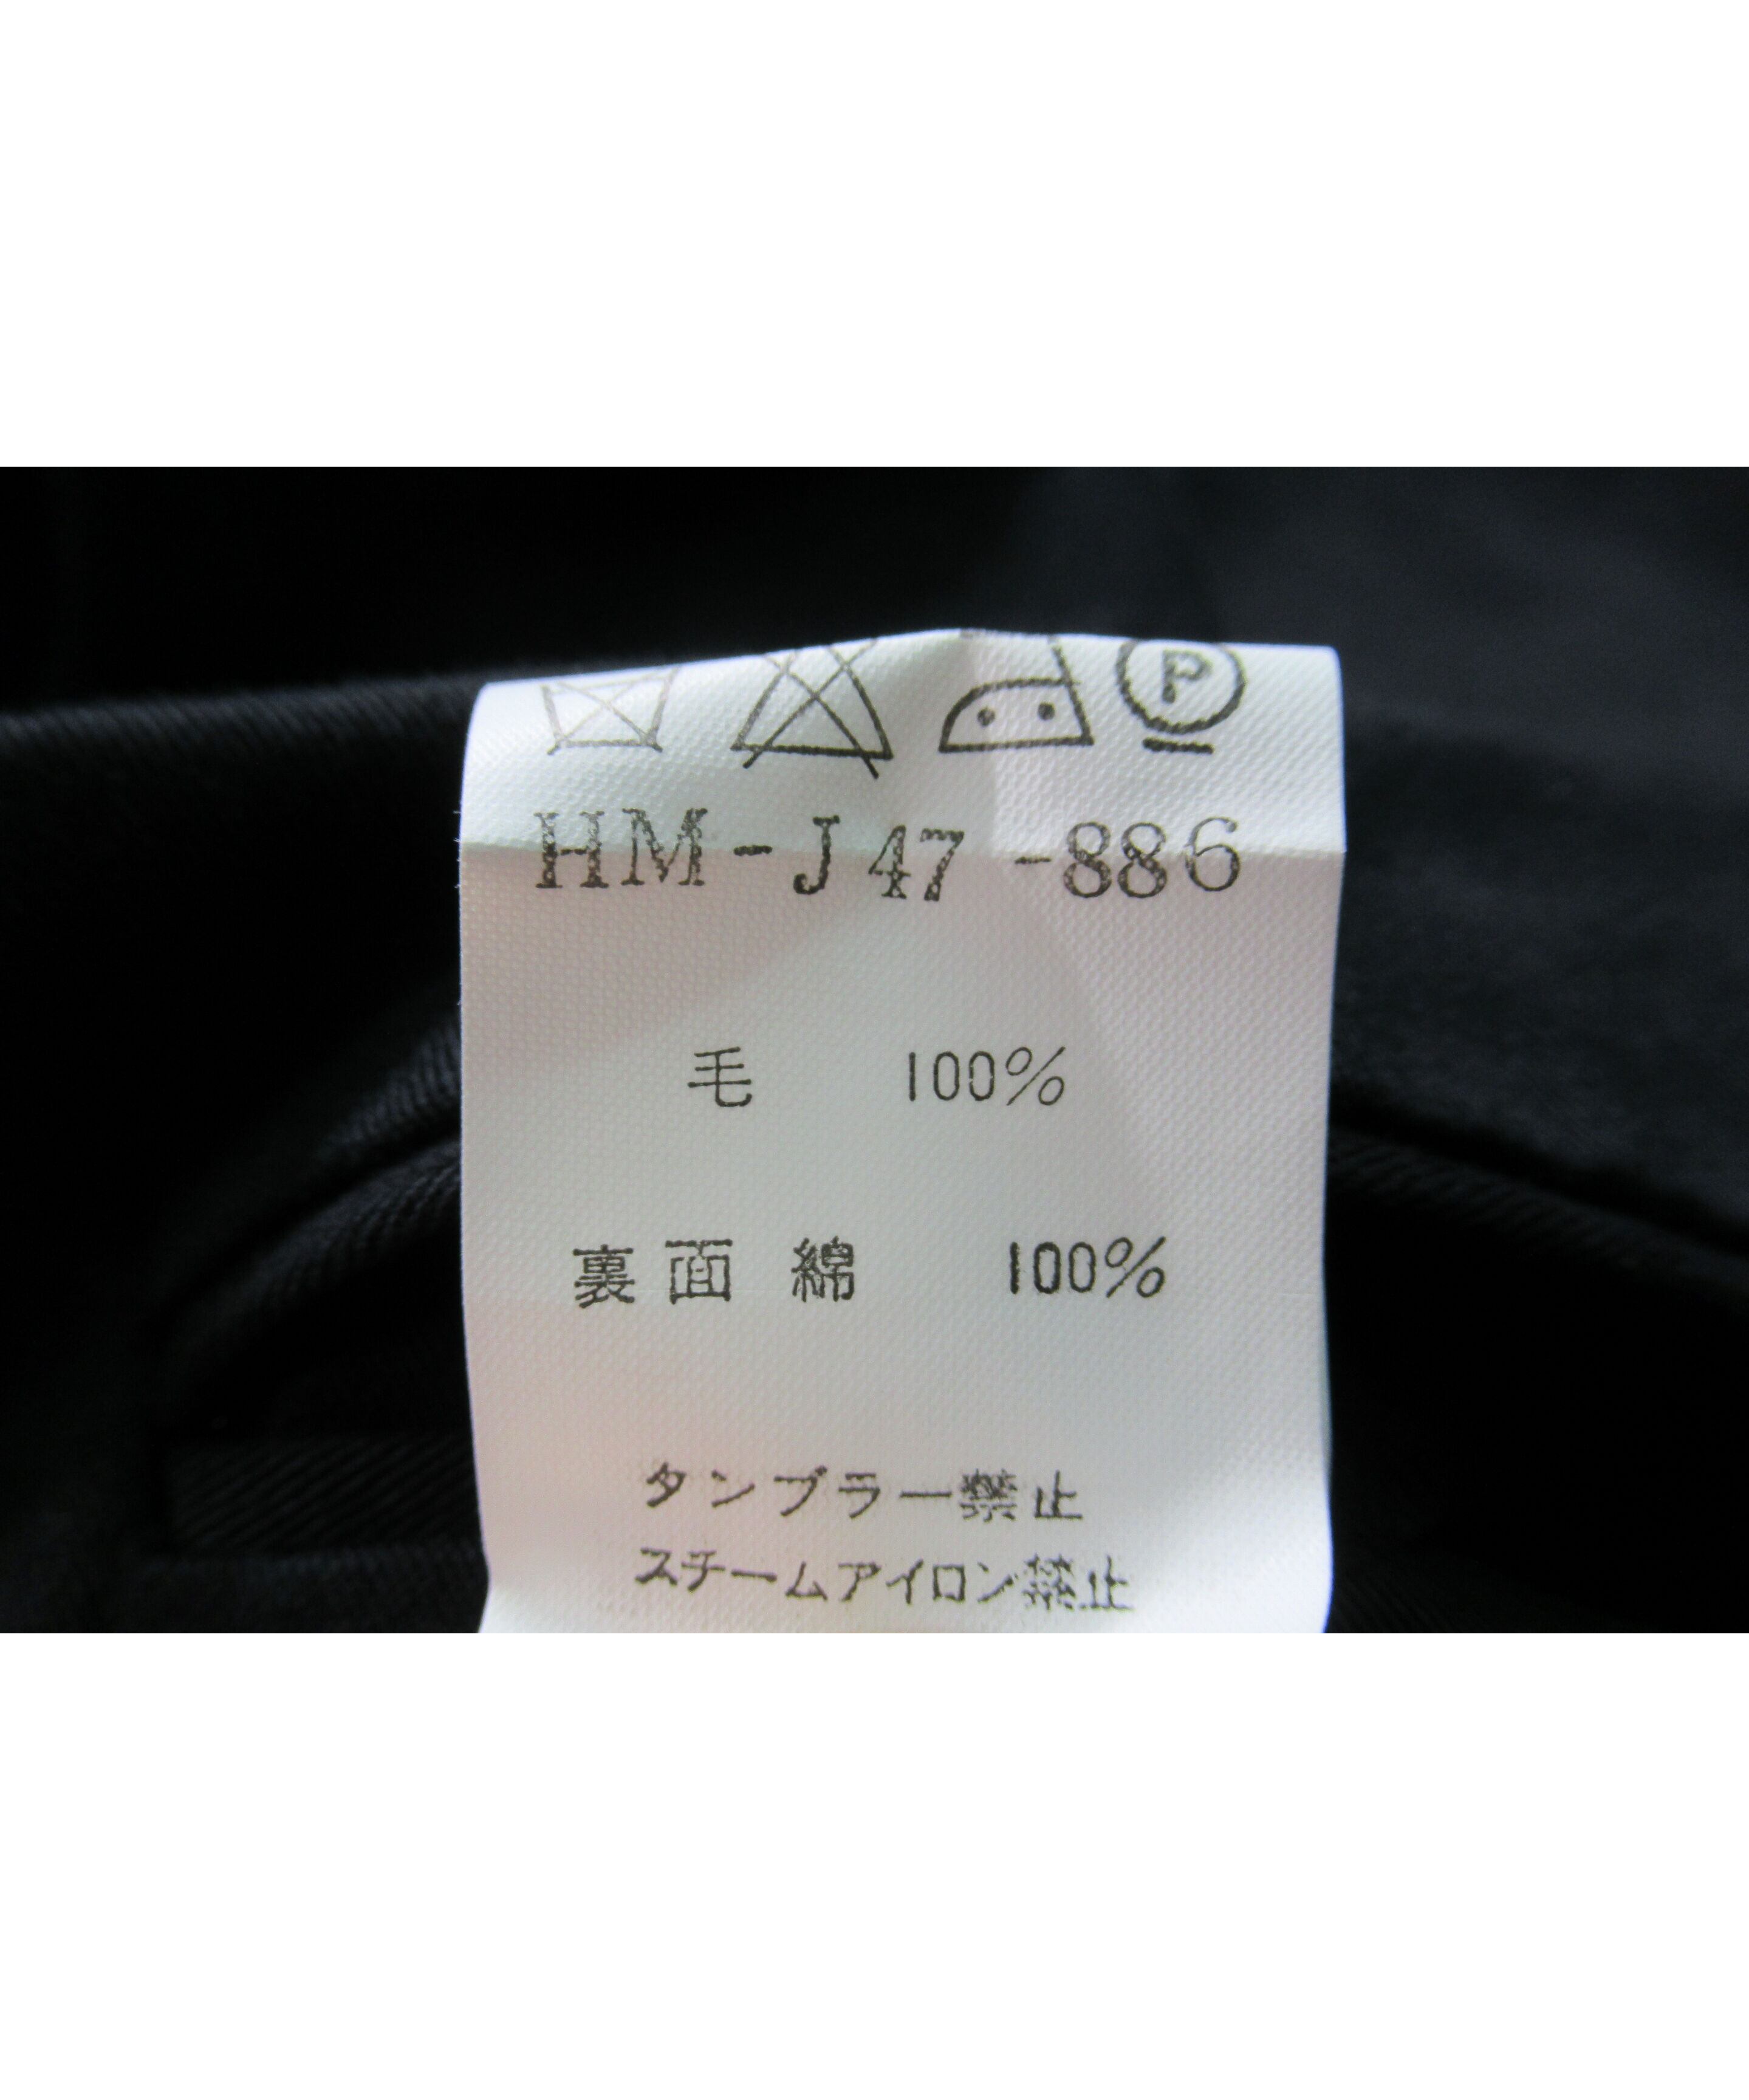 P
HM-J47-886
毛 100%
裏面 綿 100%
タンブラー禁止
スチームアイロン禁止